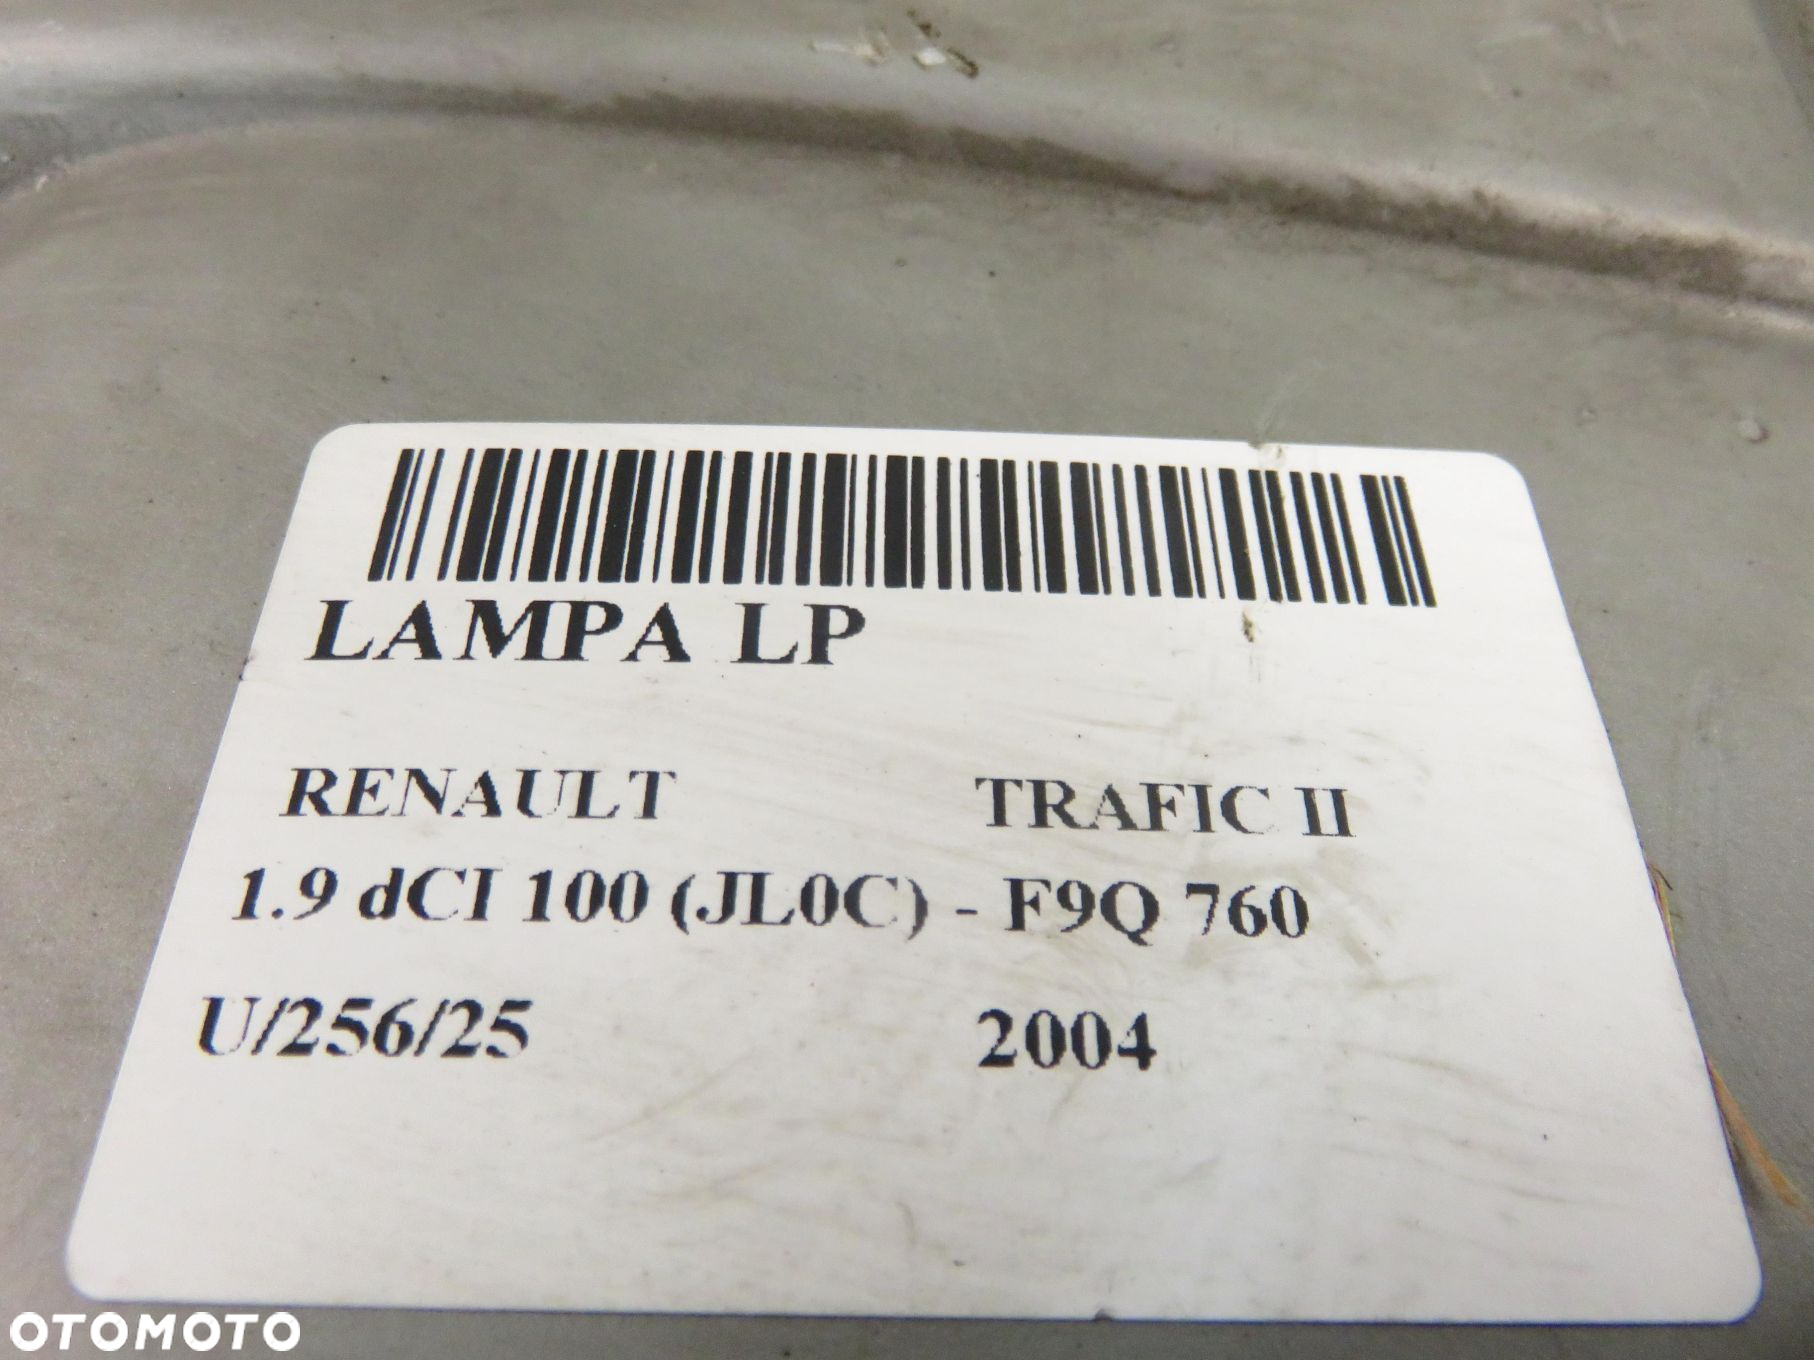 LAMPA LP
RENAULT TRAFIC II
1.9 dCI 100 (JL0C) - F9Q 760
U/256/25 2004
OTOMOTO